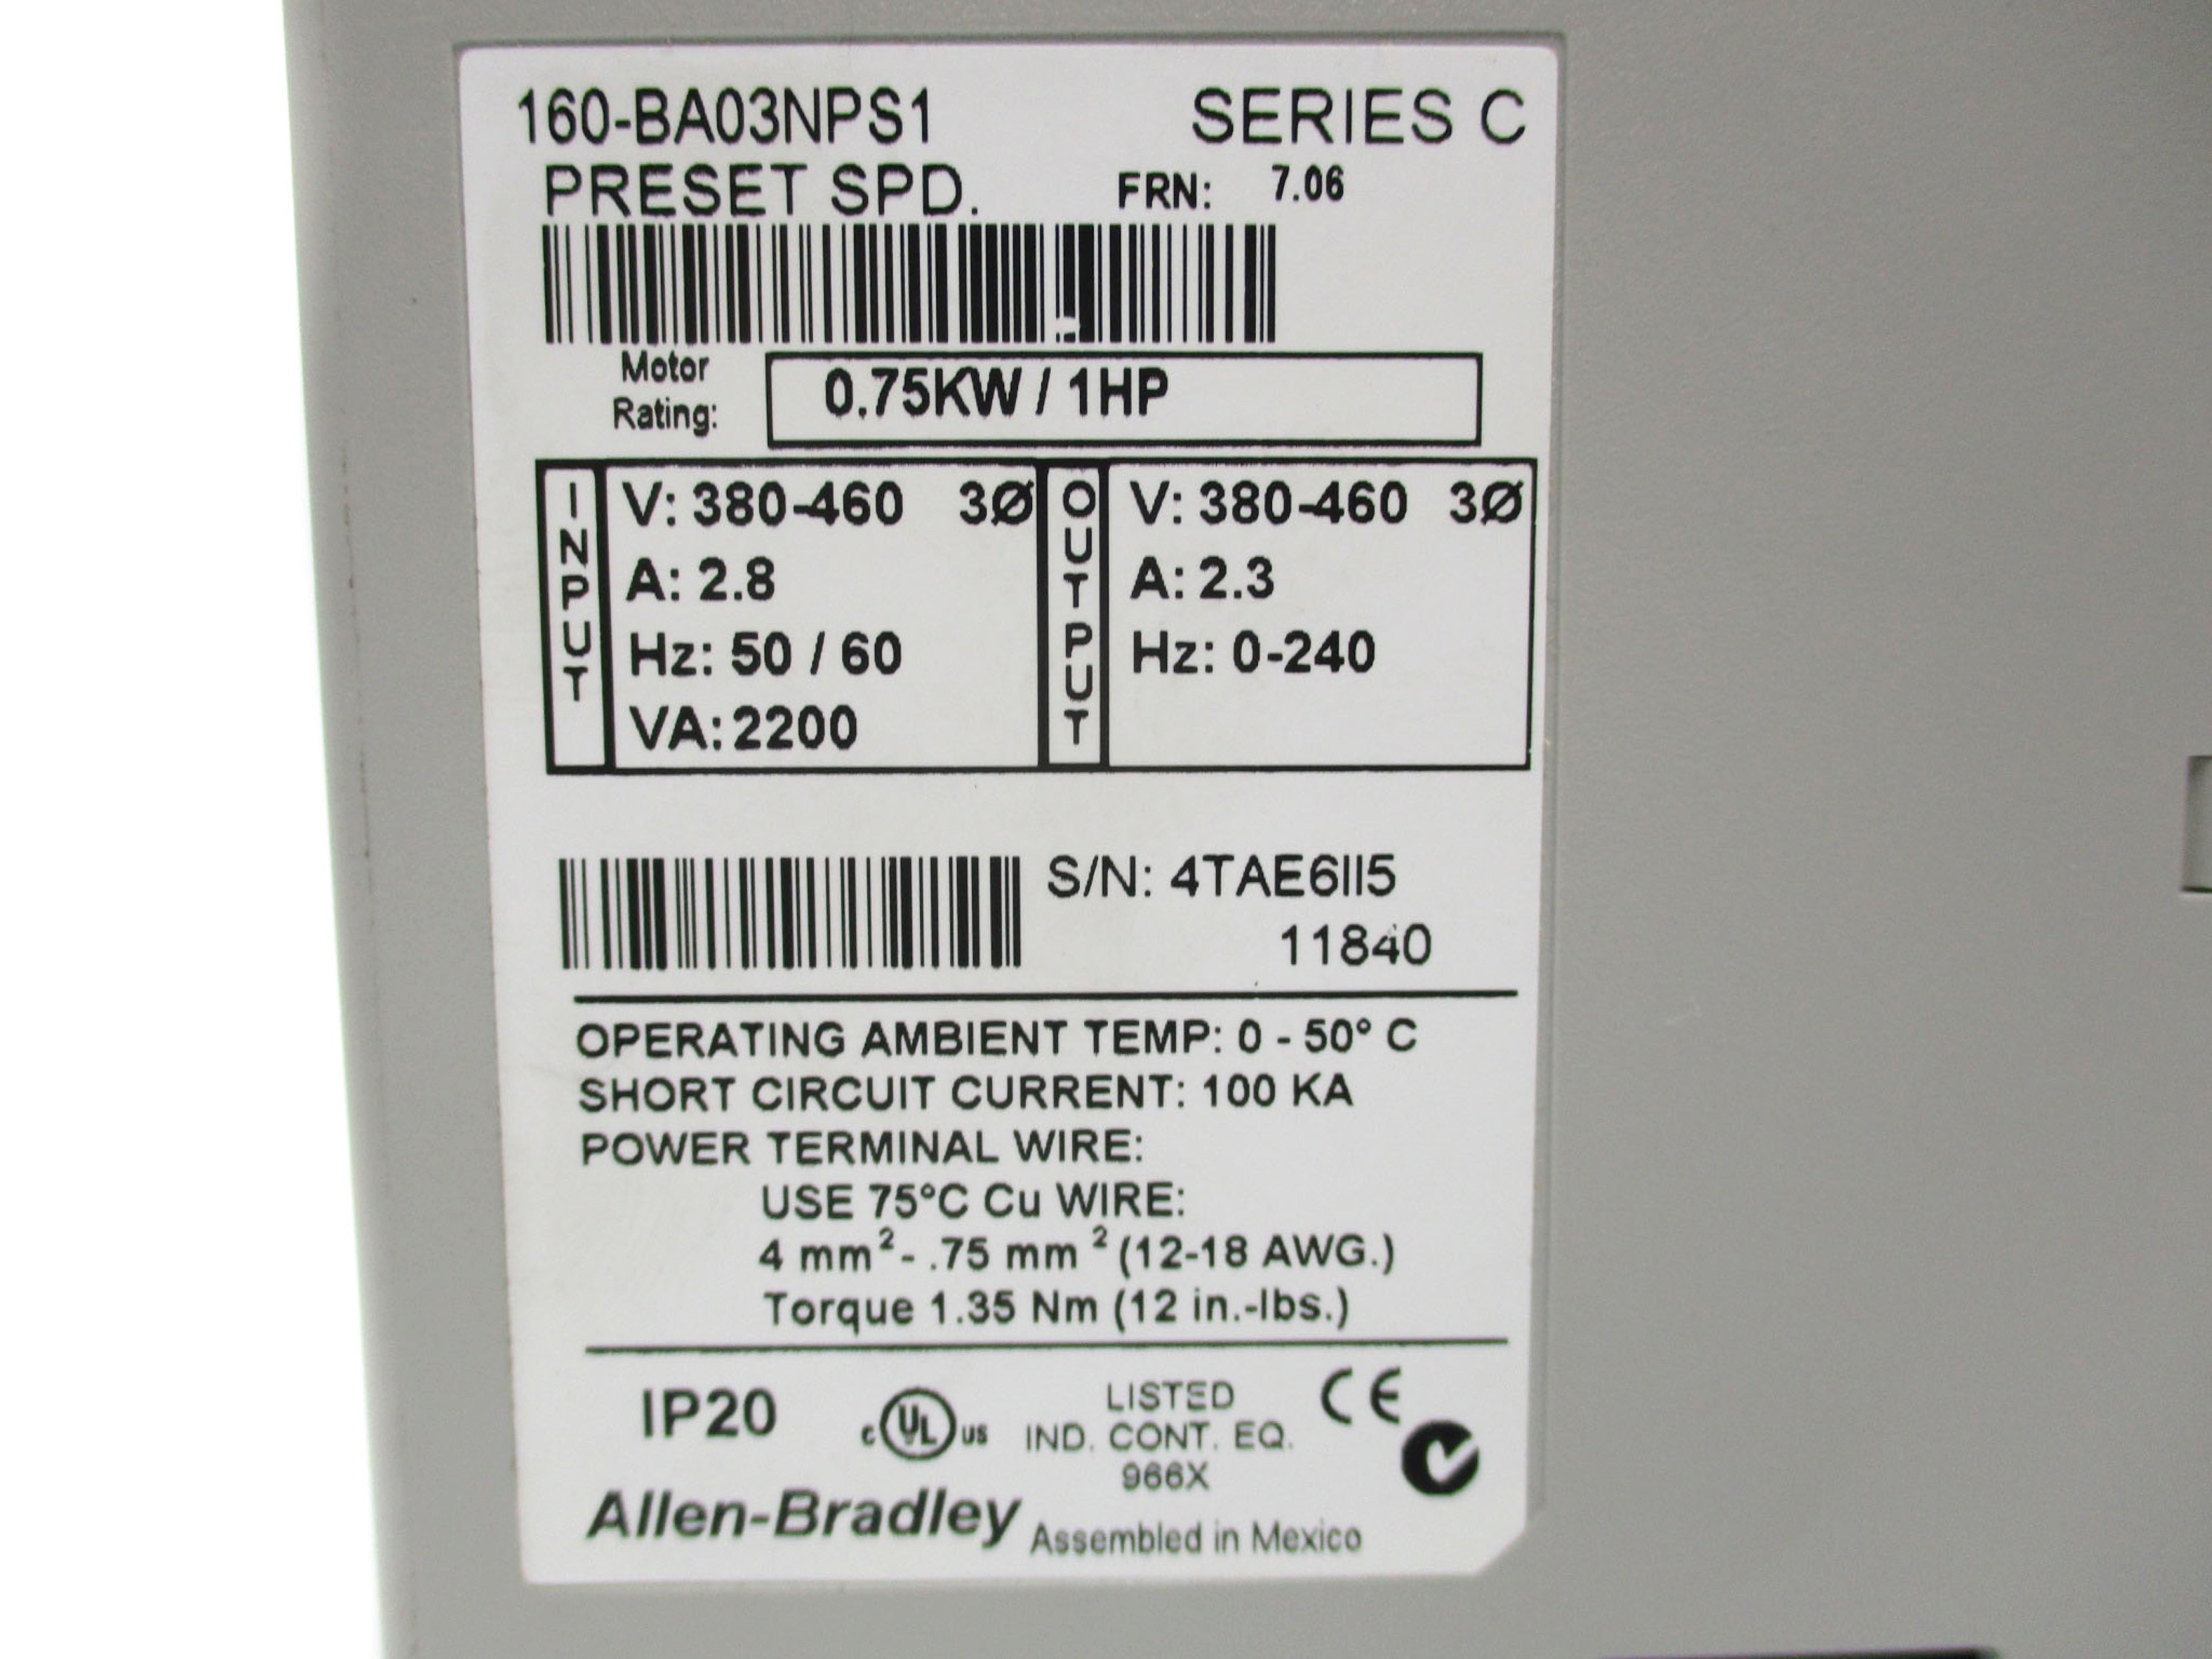 160-BA03NPS1 SERIES C
PRESET SPD. FRN: 7.06
Motor
Rating: 0.75KW / 1HP
INPUT
V: 380-460 3Ø
A: 2.8
Hz: 50 / 60
VA: 2200
OUTPUT
V: 380-460 3Ø
A: 2.3
Hz: 0-240
S/N: 4TAE6II5
11840
OPERATING AMBIENT TEMP: 0 - 50° C
SHORT CIRCUIT CURRENT: 100 KA
POWER TERMINAL WIRE:
USE 75°C Cu WIRE:
4 mm² - .75 mm ² (12-18 AWG.)
Torque 1.35 Nm (12 in.-lbs.)
IP20 c UL us LISTED CE
IND. CONT. EQ.
966X
Allen-Bradley Assembled in Mexico